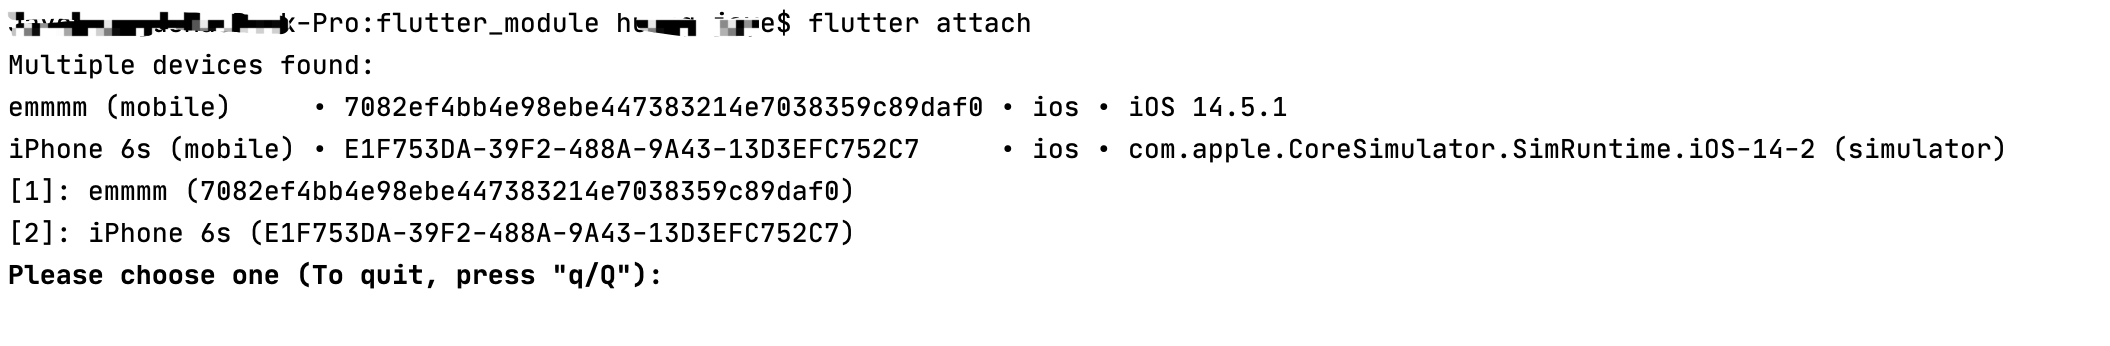 -Pro:flutter_module $ flutter attach
Multiple devices found:
emmmm (mobile) • 7082ef4bb4e98ebe447383214e7038359c89daf0 • ios • iOS 14.5.1
iPhone 6s (mobile) • E1F753DA-39F2-488A-9A43-13D3EFC752C7 • ios • com.apple.CoreSimulator.SimRuntime.iOS-14-2 (simulator)
[1]: emmmm (7082ef4bb4e98ebe447383214e7038359c89daf0)
[2]: iPhone 6s (E1F753DA-39F2-488A-9A43-13D3EFC752C7)
Please choose one (To quit, press "q/Q"):